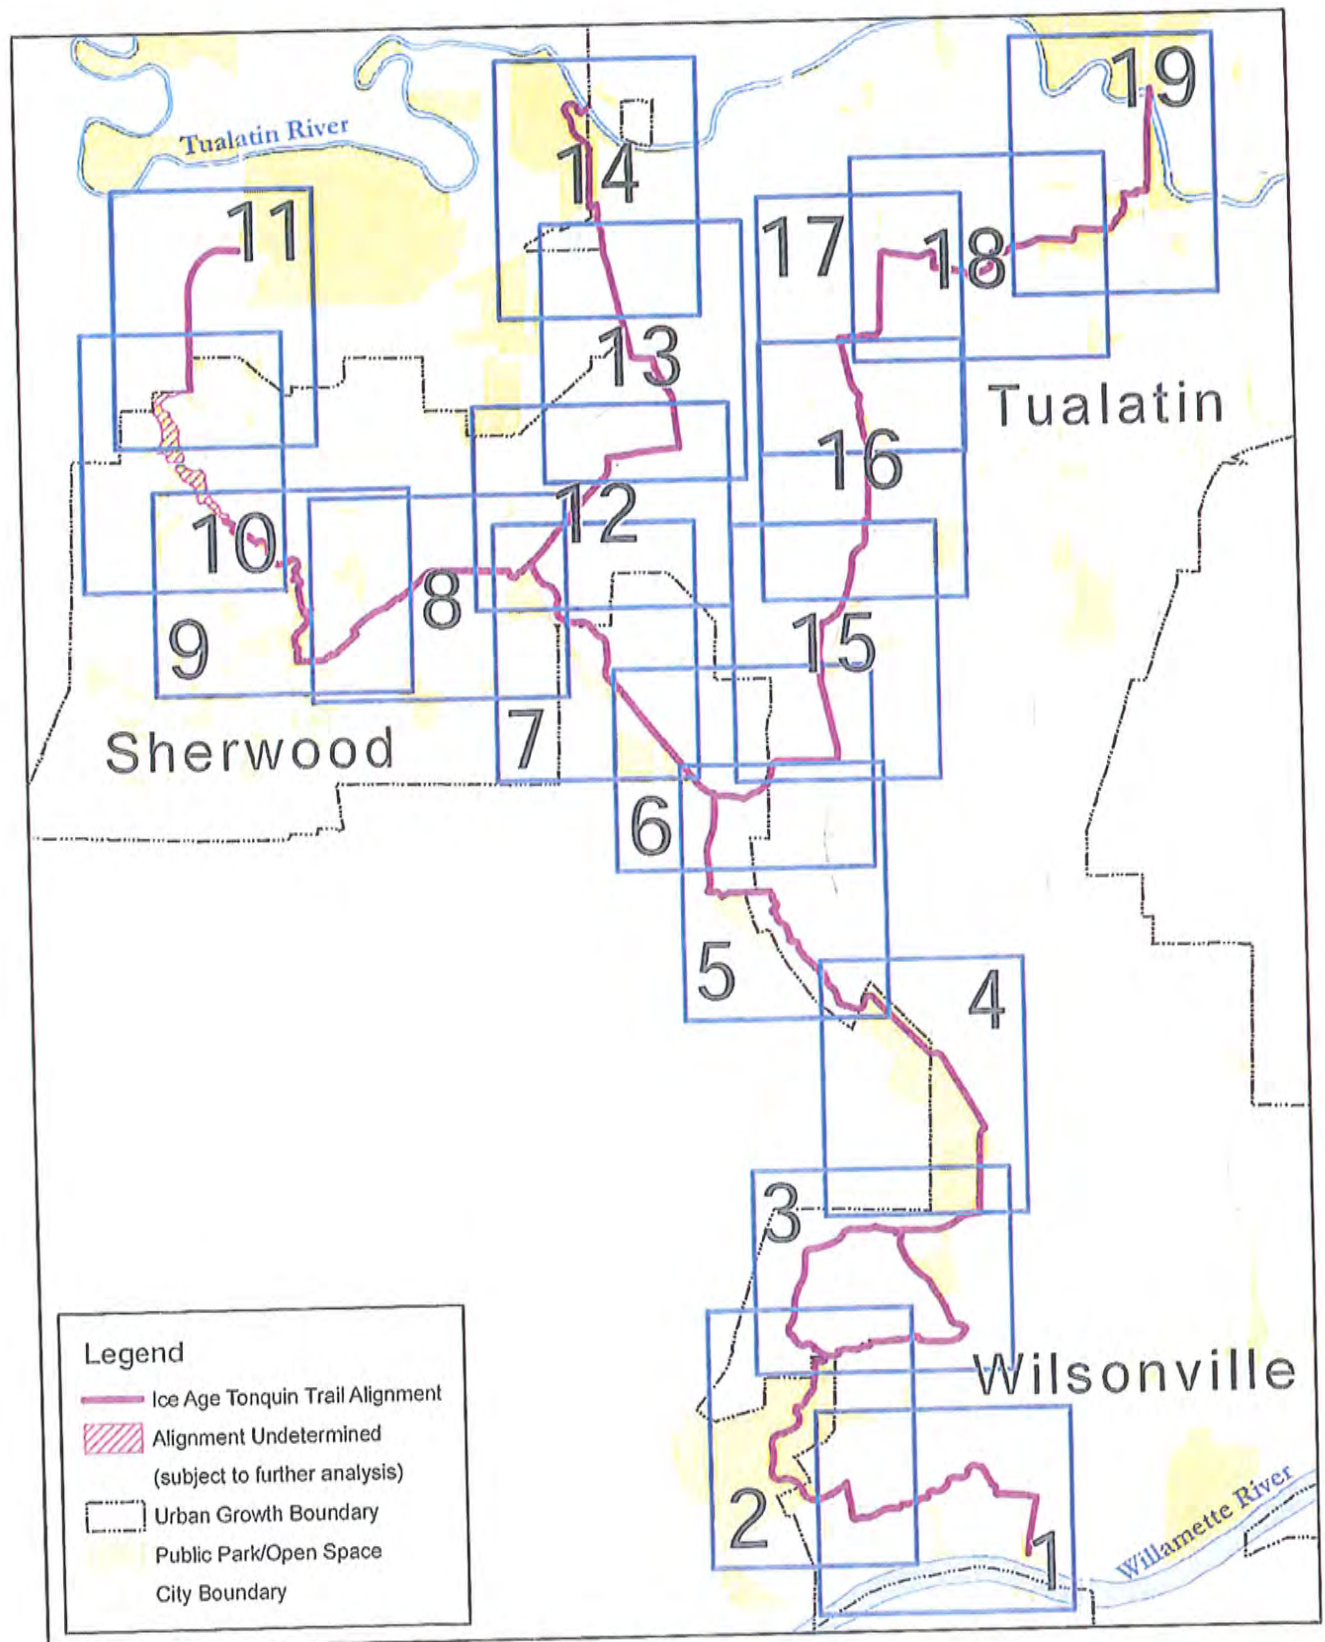 19
Tualatin River
14
11
17
18
13
Tualatin
16
12
10
8
15
9
7
Sherwood
6
5
4
3
Legend
Wilsonville
Ice Age Tonquin Trail Alignment
Alignment Undetermined
(subject to further analysis)
Urban Growth Boundary
2
Willamette River
Public Park/Open Space
1
City Boundary